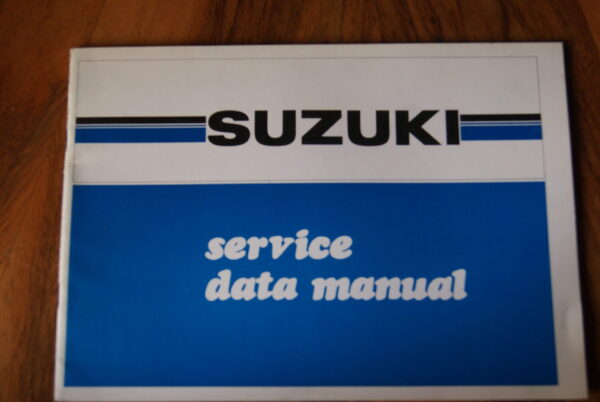 SUZUKI
service
data manual